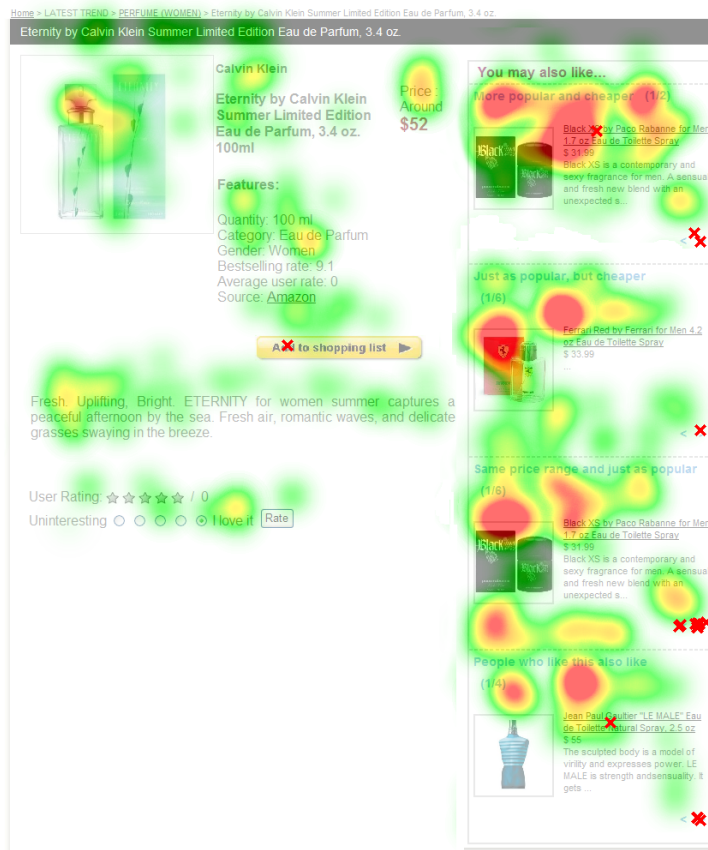 Home > LATEST TREND > PERFUME (WOMEN) > Eternity by Calvin Klein Summer Limited Edition Eau de Parfum, 3.4 oz.
Eternity by Calvin Klein Summer Limited Edition Eau de Parfum, 3.4 oz.
Calvin Klein
Eternity by Calvin Klein
Summer Limited Edition
Eau de Parfum, 3.4 oz.
100ml
Price :
Around
$52
Features:
Quantity: 100 ml
Category: Eau de Parfum
Gender: Women
Bestselling rate: 9.1
Average user rate: 0
Source: Amazon
Add to shopping list
Fresh. Uplifting, Bright. ETERNITY for women summer captures a
peaceful afternoon by the sea. Fresh air, romantic waves, and delicate
grasses swaying in the breeze.
User Rating: / 0
Uninteresting I love it Rate
You may also like...
More popular and cheaper (1/2)
Black XS by Paco Rabanne for Men
1.7 oz Eau de Toilette Spray
$ 31.99
Black XS is a contemporary and
sexy fragrance for men. A sensua
and fresh new blend with an
unexpected s...
<
Just as popular, but cheaper
(1/6)
Ferrari Red by Ferrari for Men 4.2
oz Eau de Toilette Spray
$ 33.99
...
<
Same price range and just as popular
(1/6)
Black XS by Paco Rabanne for Mer
1.7 oz Eau de Toilette Spray
$ 31.99
Black XS is a contemporary and
sexy fragrance for men. A sensua
and fresh new blend with an
unexpected s...
People who like this also like
(1/4)
Jean Paul Gaultier "LE MALE" Eau
de Toilette Natural Spray, 2.5 oz
$ 55
The sculpted body is a model of
virility and expresses power. LE
MALE is strength andsensuality. It
gets ...
<